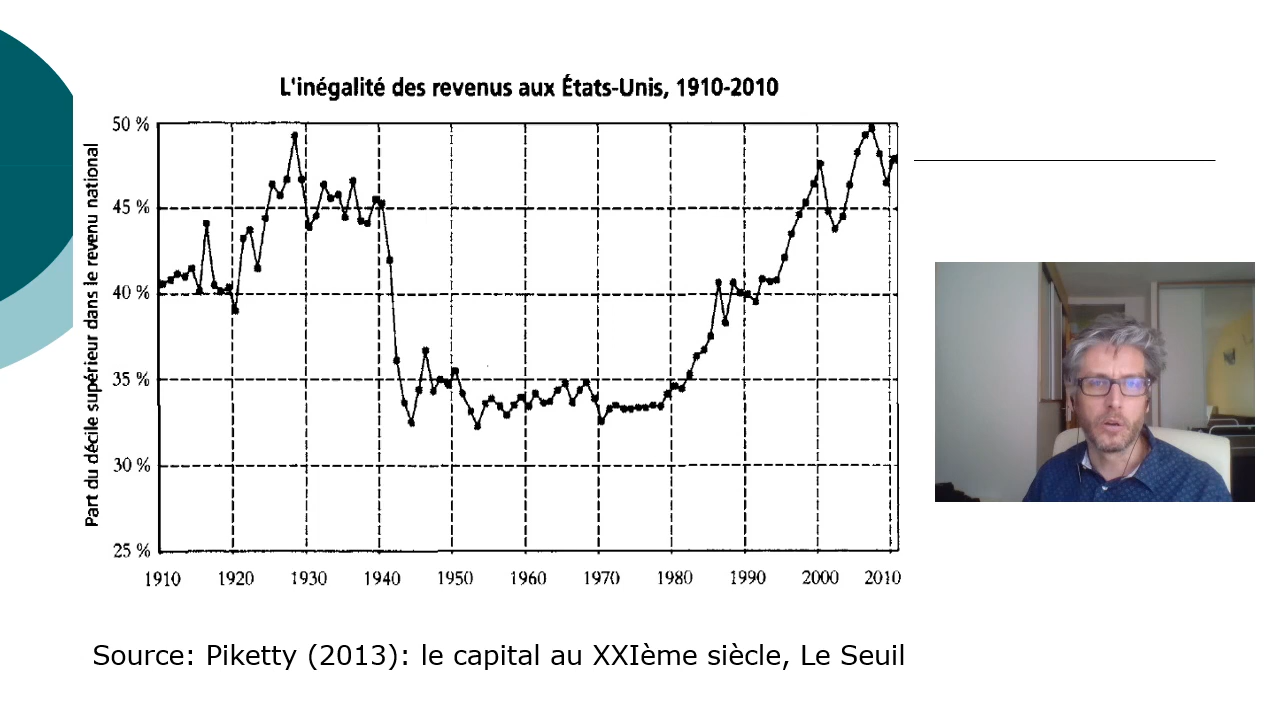 L'inégalité des revenus aux États-Unis, 1910-2010
Part du décile supérieur dans le revenu national
50 %
45 %
40 %
35 %
30 %
25 %
1910 1920 1930 1940 1950 1960 1970 1980 1990 2000 2010
Source: Piketty (2013): le capital au XXIème siècle, Le Seuil